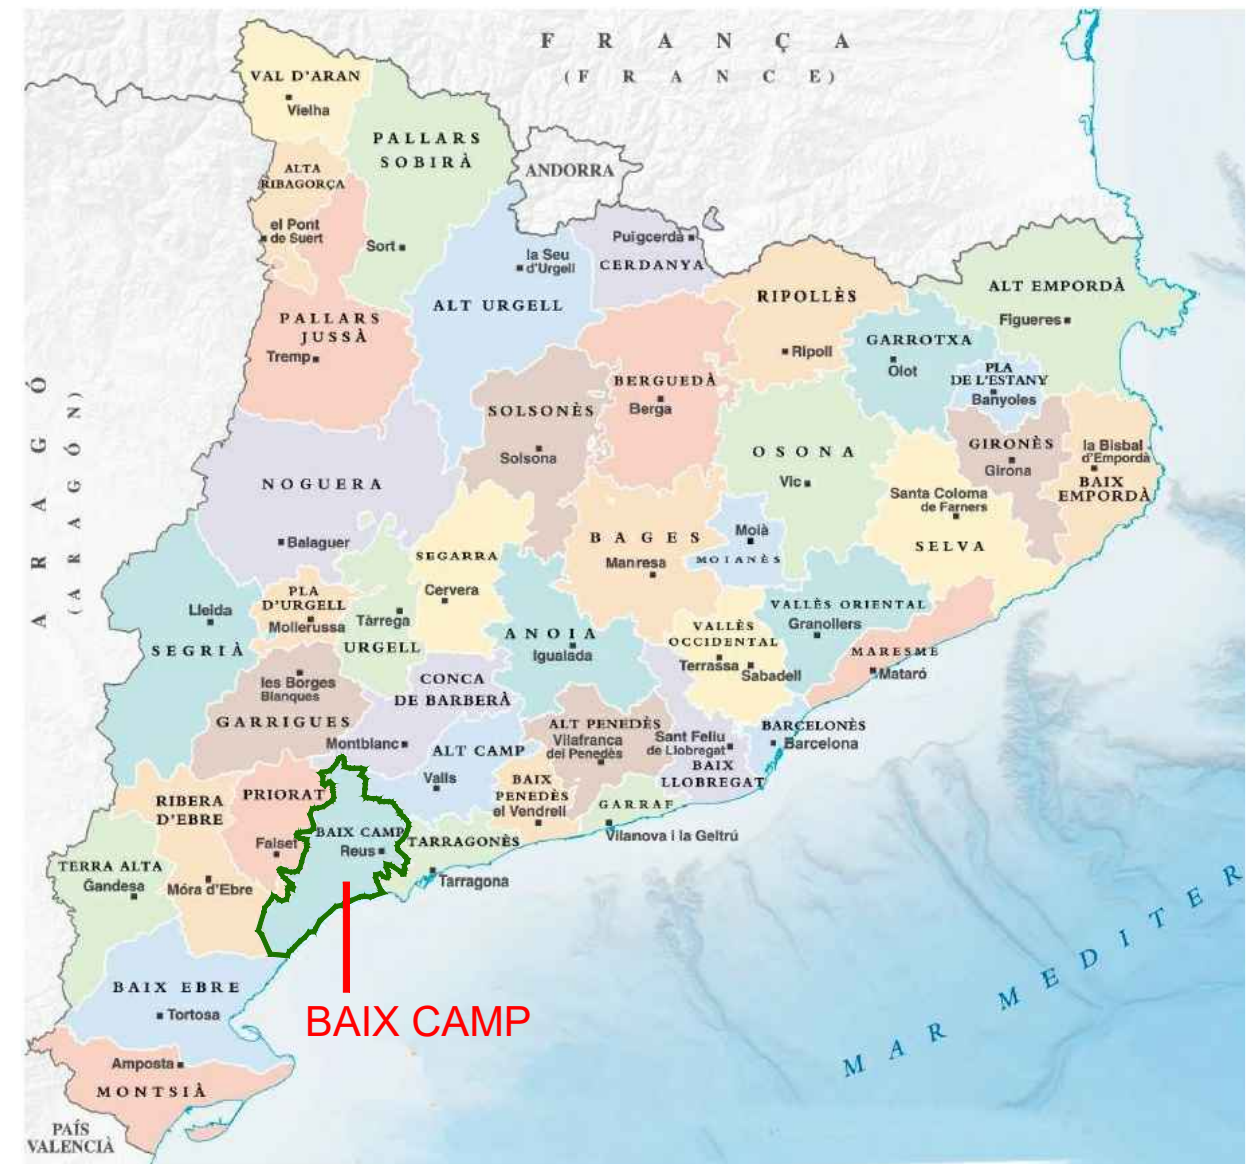 FRANÇA
(FRANCE)
VAL D'ARAN
Vielha
PALLARS
SOBIRÀ
ANDORRA
ALTA
RIBAGORÇA
el Pont
de Suert
Sort
la Seu
d'Urgell
Puigcerdà
CERDANYA
ALT URGELL
RIPOLLÈS
ALT EMPORDÀ
Figueres
PALLARS
JUSSÀ
Tremp
Ripoll
GARROTXA
Olot
PLA
DE L'ESTANY
Banyoles
BERGUEDÀ
Berga
SOLSONÈS
Solsona
OSONA
Vic
GIRONÈS
Girona
la Bisbal
d'Empordà
BAIX
EMPORDÀ
ARAGÓ
(ARAGÓN)
NOGUERA
Balaguer
Santa Coloma
de Farners
SELVA
BAGES
Manresa
Moià
MOIANÈS
SEGARRA
Cervera
PLA
D'URGELL
Mollerussa
Tàrrega
URGELL
Lleida
SEGRIÀ
ANOIA
Igualada
VALLÈS ORIENTAL
Granollers
VALLÈS
OCCIDENTAL
Terrassa
Sabadell
MARESME
Mataró
les Borges
Blanques
GARRIGUES
CONCA
DE BARBERÀ
Montblanc
ALT CAMP
Valls
ALT PENEDÈS
Vilafranca
del Penedès
Sant Feliu
de Llobregat
BAIX
LLOBREGAT
BARCELONÈS
Barcelona
BAIX
PENEDÈS
el Vendrell
GARRAF
Vilanova i la Geltrú
RIBERA
D'EBRE
PRIORAT
Falset
BAIX CAMP
Reus
TARRAGONÈS
Tarragona
TERRA ALTA
Gandesa
Móra d'Ebre
BAIX EBRE
Tortosa
BAIX CAMP
Amposta
MONTSIÀ
PAÍS
VALENCIÀ
MAR MEDITER